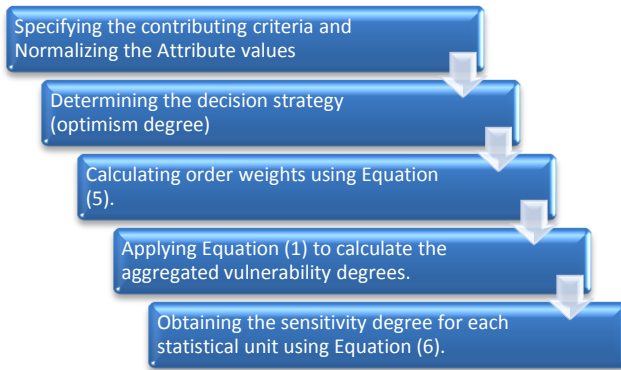 Specifying the contributing criteria and
Normalizing the Attribute values
Determining the decision strategy
(optimism degree)
Calculating order weights using Equation
(5).
Applying Equation (1) to calculate the
aggregated vulnerability degrees.
Obtaining the sensitivity degree for each
statistical unit using Equation (6).